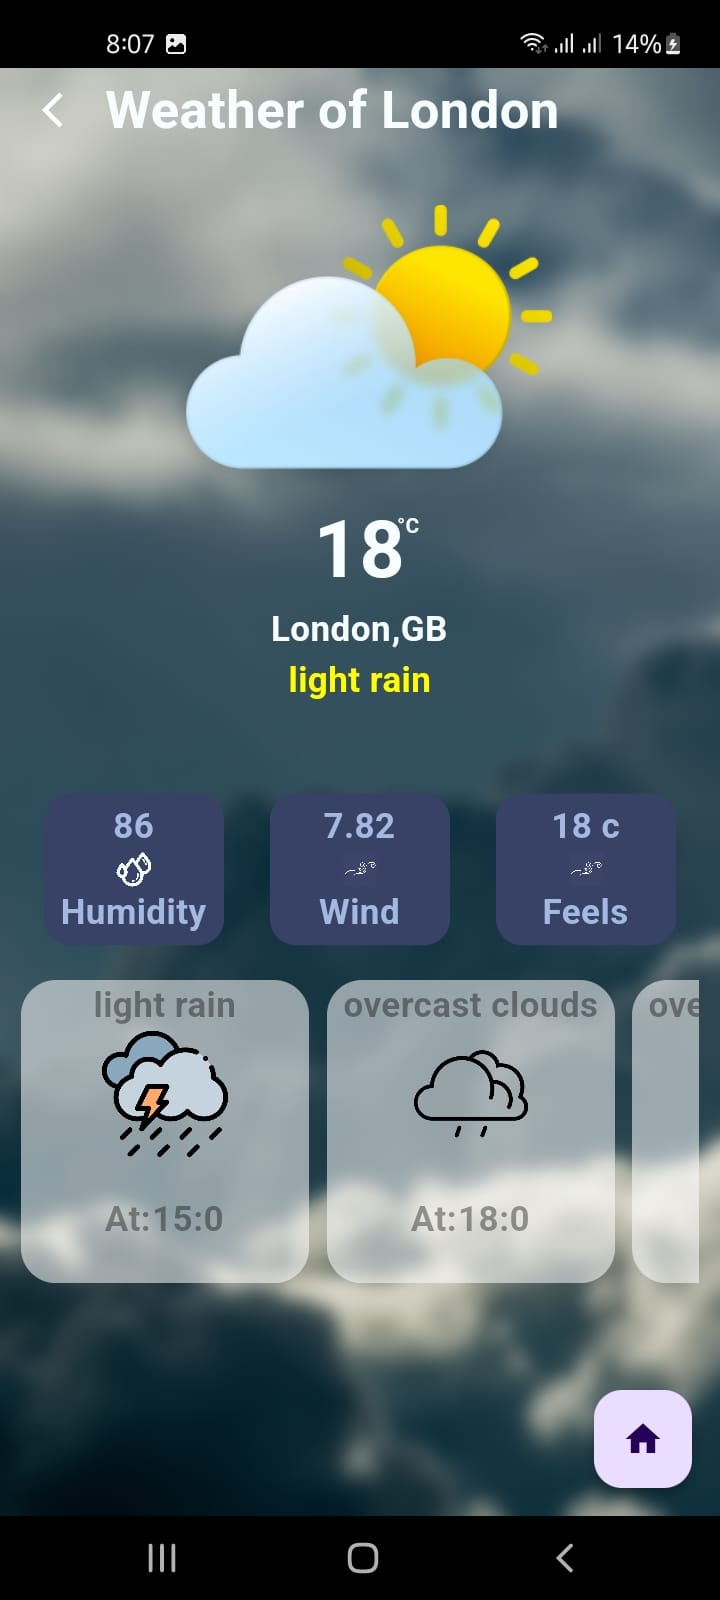 8:07 14%
Weather of London
18°C
London,GB
light rain
86 7.82 18 c
Humidity Wind Feels
light rain overcast clouds ove
At:15:0 At:18:0